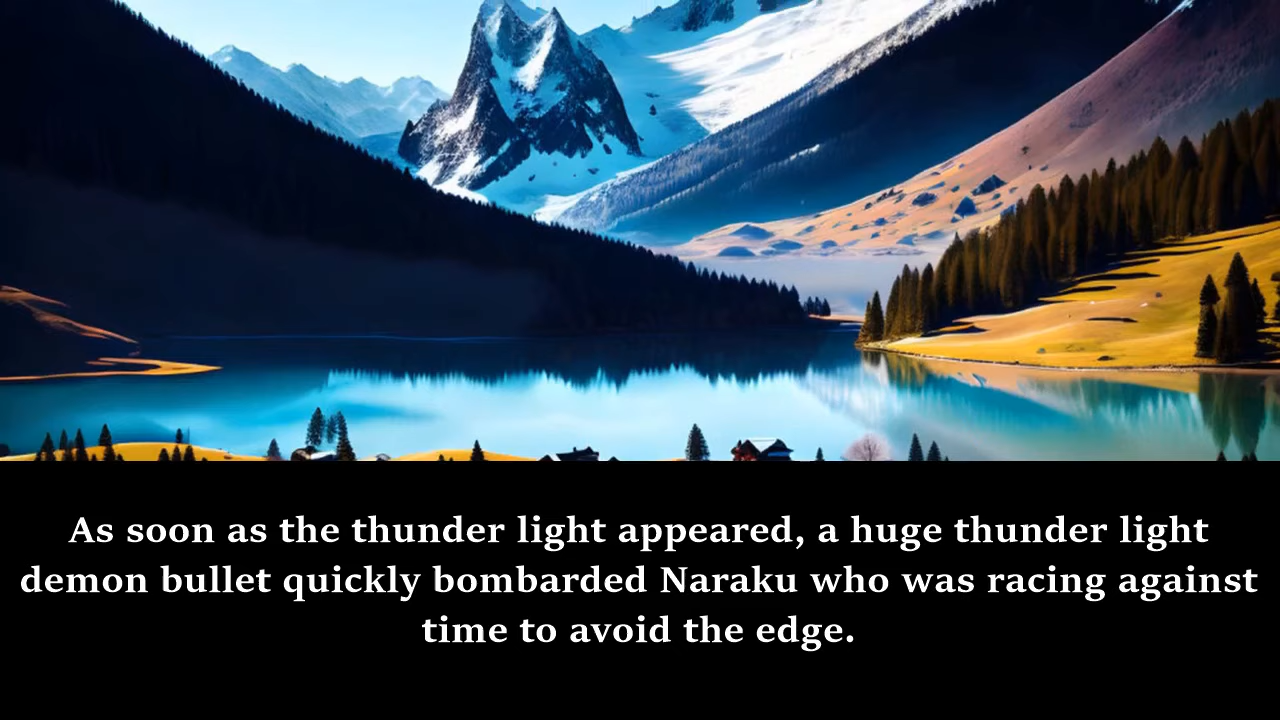 As soon as the thunder light appeared, a huge thunder light
demon bullet quickly bombarded Naraku who was racing against
time to avoid the edge.